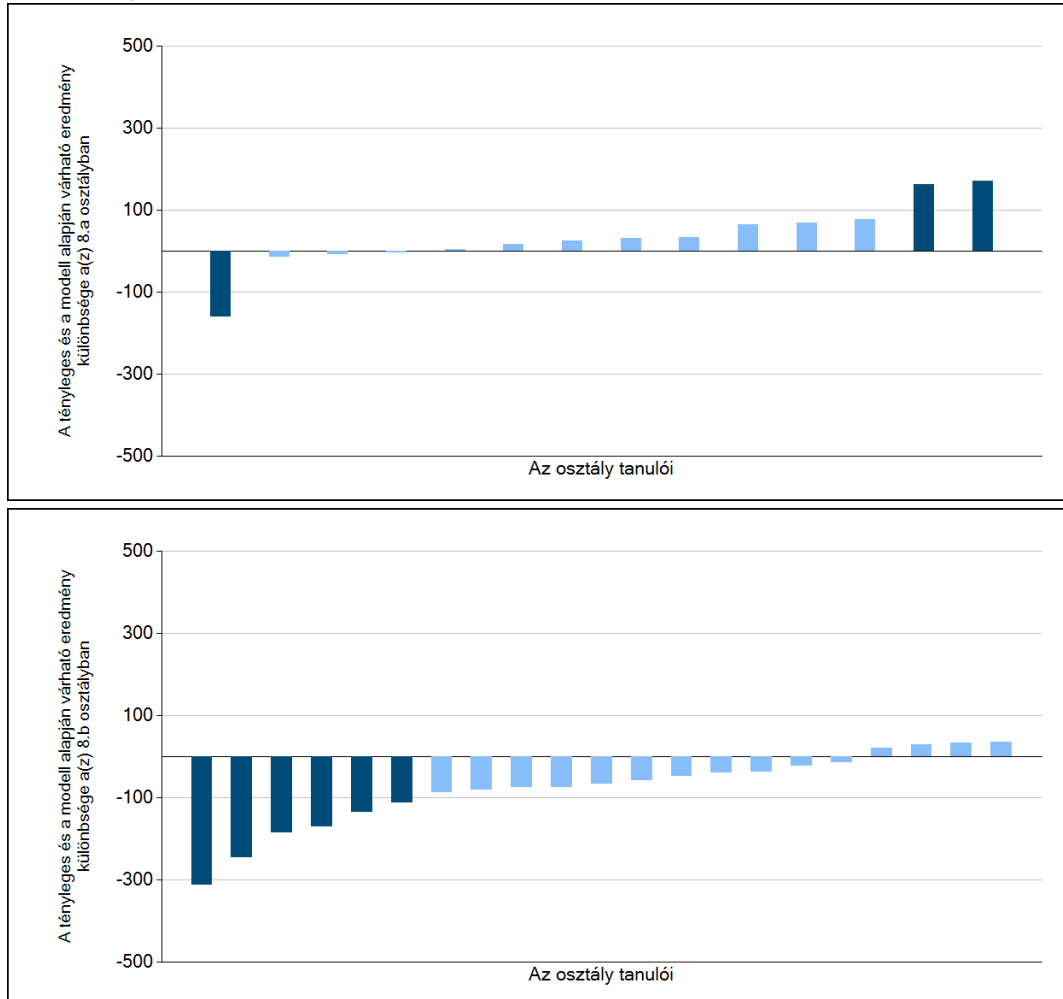 A tényleges és a modell alapján várható eredmény
különbsége a(z) 8.a osztályban
500
300
100
-100
-300
-500
Az osztály tanulói
A tényleges és a modell alapján várható eredmény
különbsége a(z) 8.b osztályban
500
300
100
-100
-300
-500
Az osztály tanulói